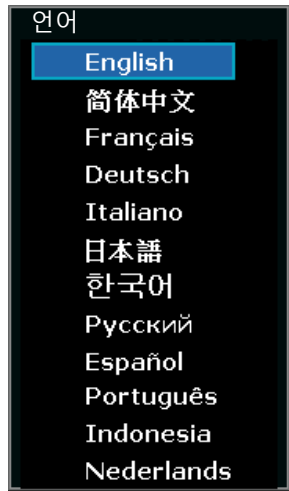 언어
English
简体中文
Français
Deutsch
Italiano
日本語
한국어
Русский
Español
Português
Indonesia
Nederlands